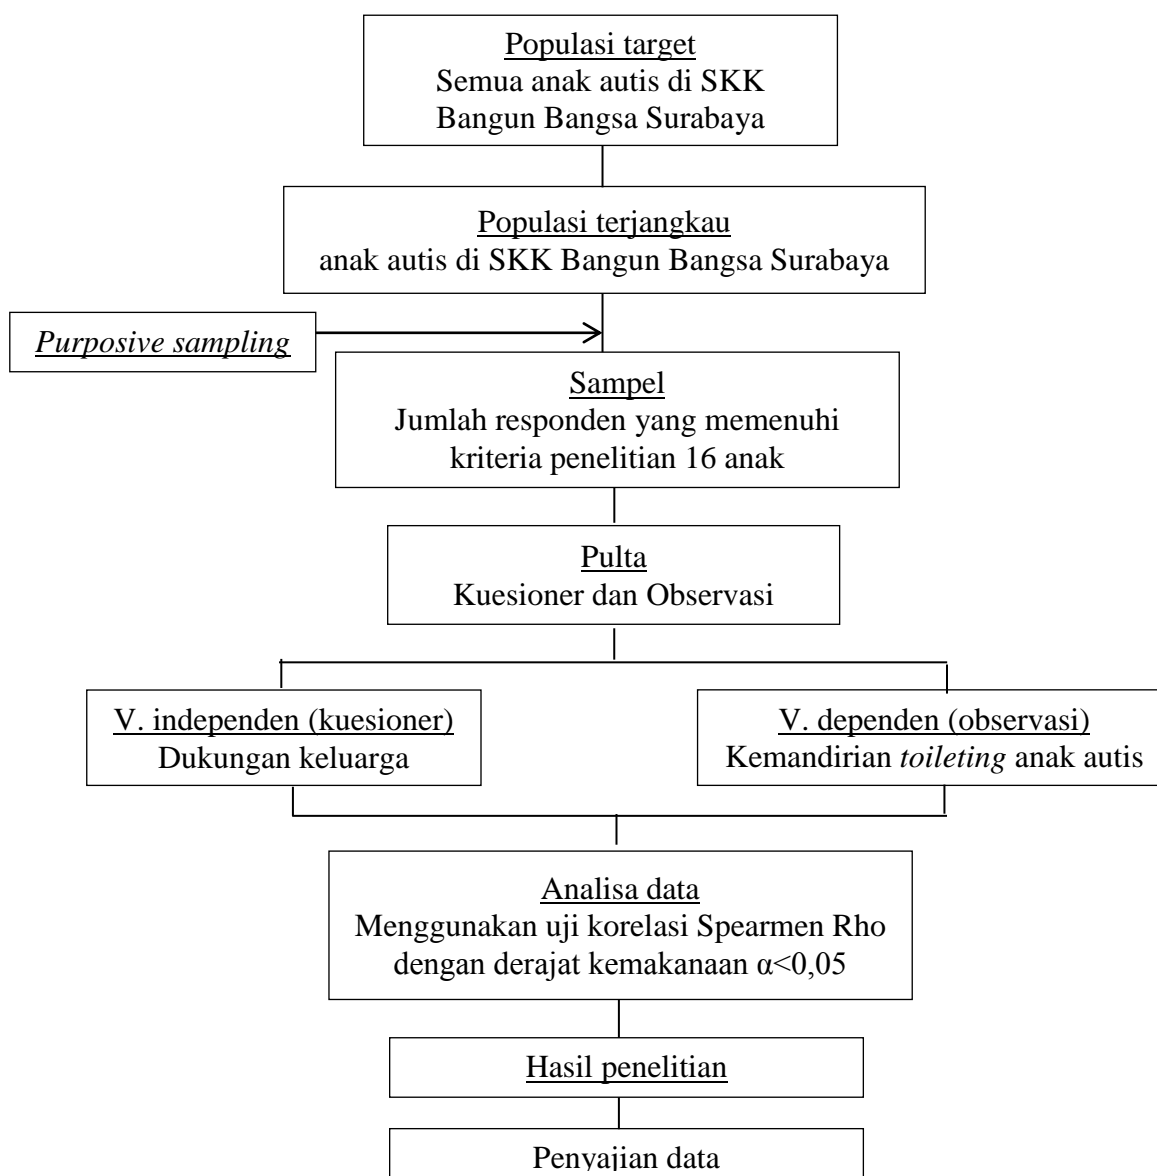 Populasi target
Semua anak autis di SKK
Bangun Bangsa Surabaya
Populasi terjangkau
anak autis di SKK Bangun Bangsa Surabaya
Purposive sampling
Sampel
Jumlah responden yang memenuhi
kriteria penelitian 16 anak
Pulta
Kuesioner dan Observasi
V. independen (kuesioner)
Dukungan keluarga
V. dependen (observasi)
Kemandirian toileting anak autis
Analisa data
Menggunakan uji korelasi Spearmen Rho
dengan derajat kemakanaan α<0,05
Hasil penelitian
Penyajian data